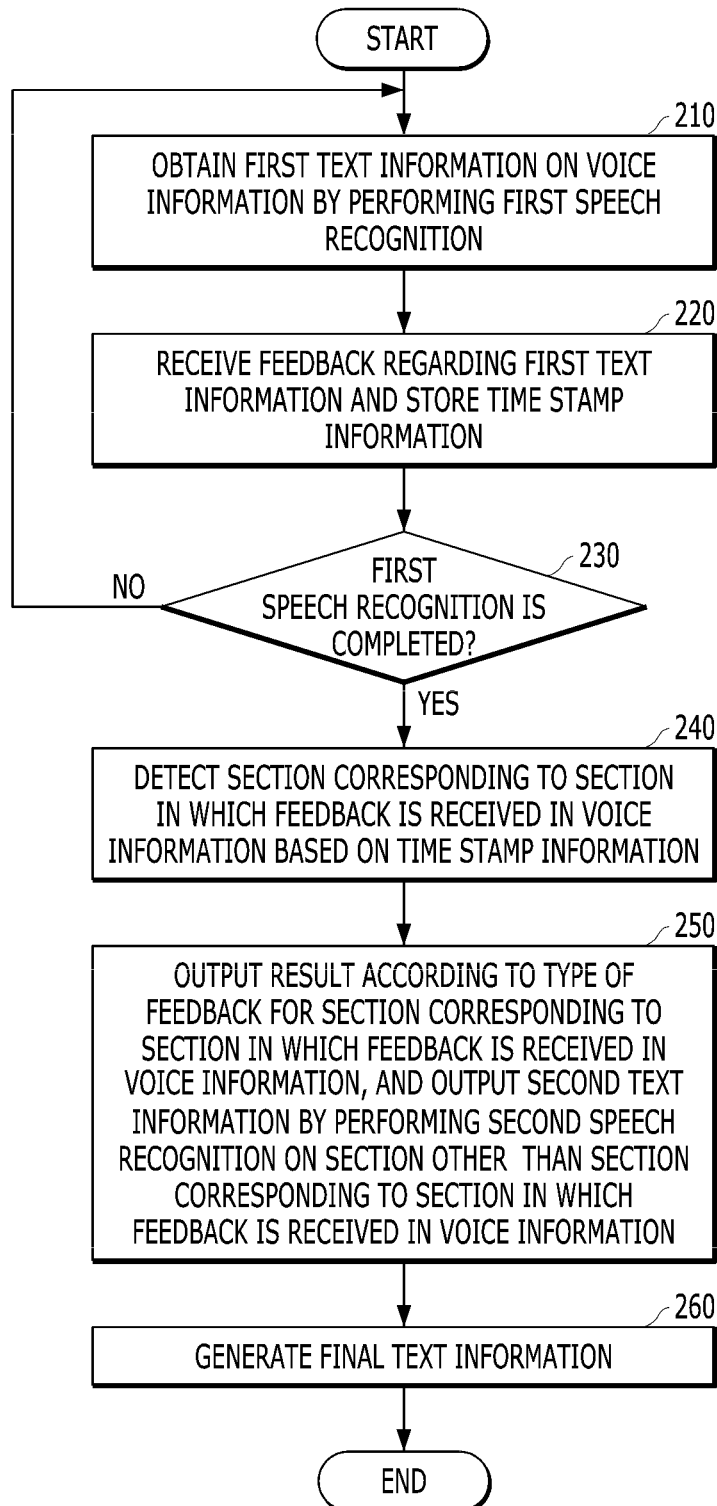 START
210
OBTAIN FIRST TEXT INFORMATION ON VOICE
INFORMATION BY PERFORMING FIRST SPEECH
RECOGNITION
220
RECEIVE FEEDBACK REGARDING FIRST TEXT
INFORMATION AND STORE TIME STAMP
INFORMATION
230
FIRST
SPEECH RECOGNITION IS
COMPLETED?
NO
YES
240
DETECT SECTION CORRESPONDING TO SECTION
IN WHICH FEEDBACK IS RECEIVED IN VOICE
INFORMATION BASED ON TIME STAMP INFORMATION
250
OUTPUT RESULT ACCORDING TO TYPE OF
FEEDBACK FOR SECTION CORRESPONDING TO
SECTION IN WHICH FEEDBACK IS RECEIVED IN
VOICE INFORMATION, AND OUTPUT SECOND TEXT
INFORMATION BY PERFORMING SECOND SPEECH
RECOGNITION ON SECTION OTHER THAN SECTION
CORRESPONDING TO SECTION IN WHICH
FEEDBACK IS RECEIVED IN VOICE INFORMATION
260
GENERATE FINAL TEXT INFORMATION
END